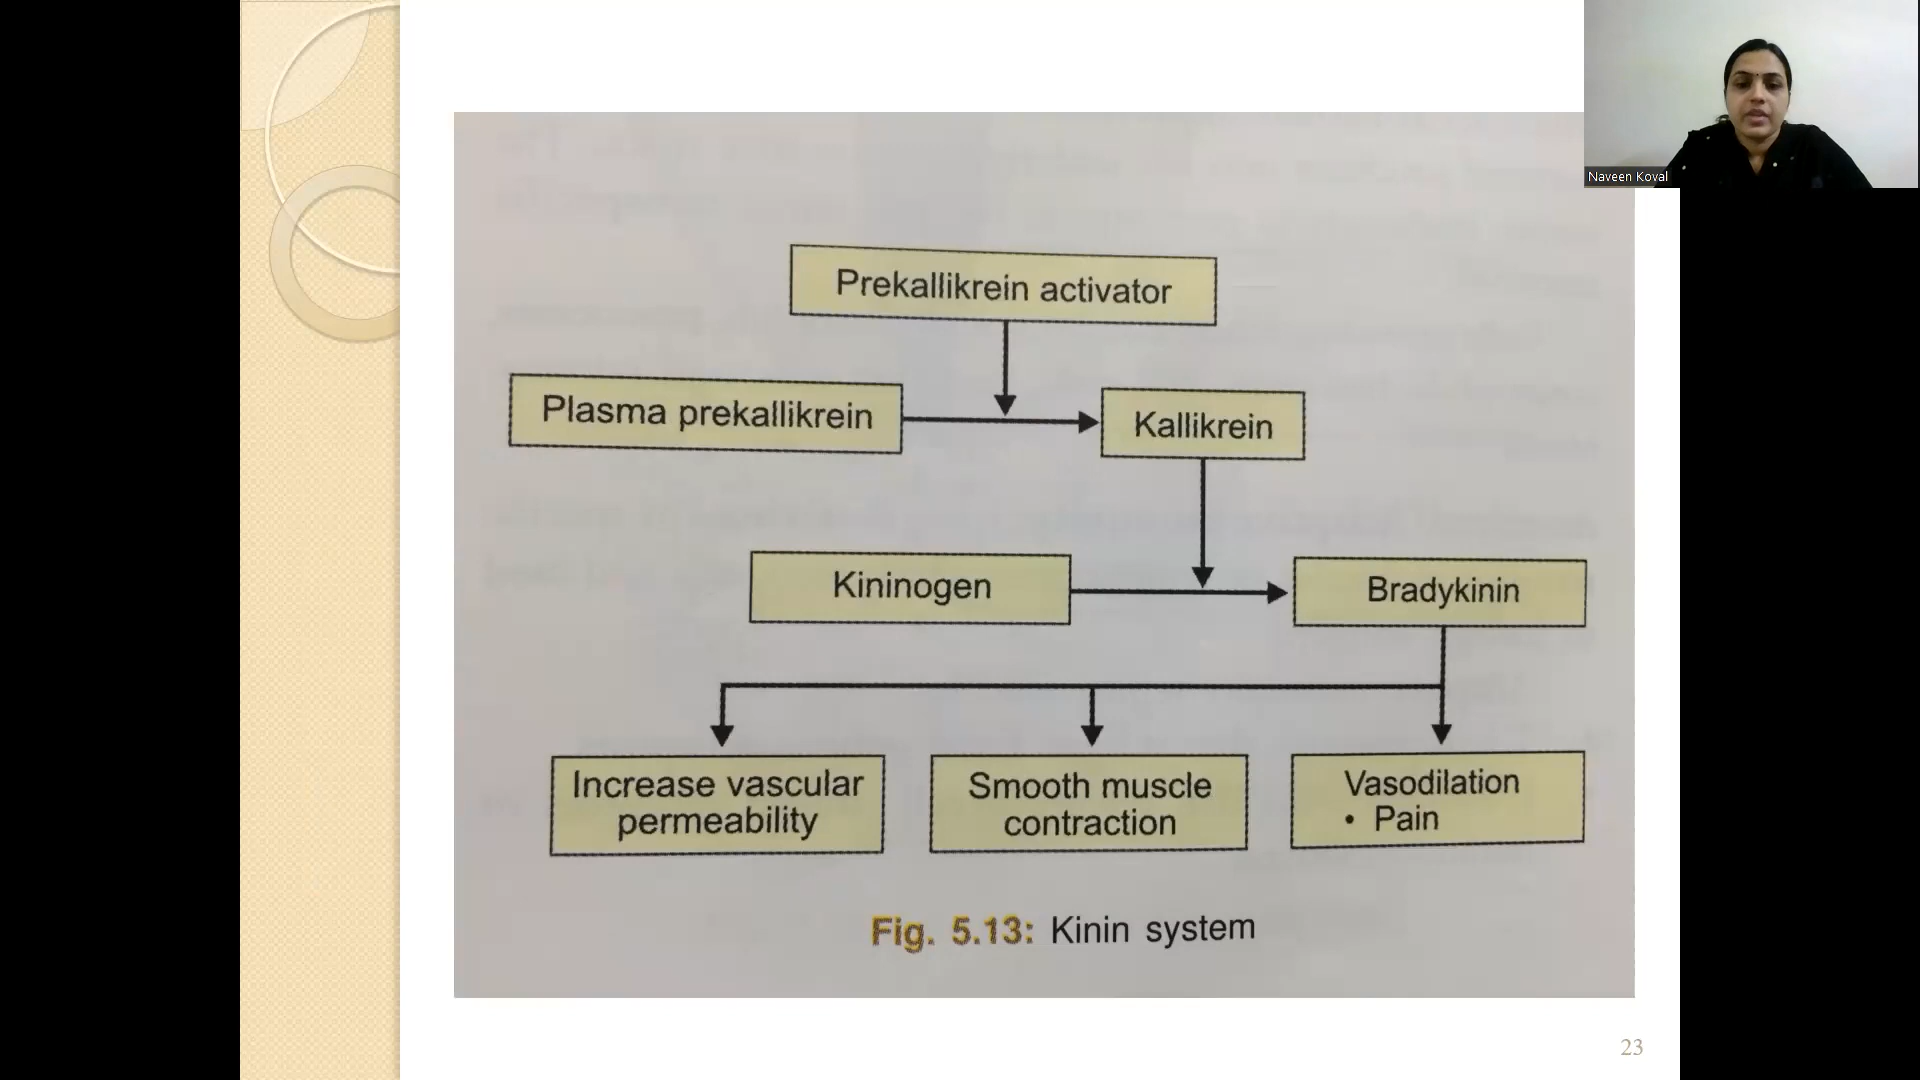 Naveen Koval
Prekallikrein activator
Plasma prekallikrein
Kallikrein
Kininogen
Bradykinin
Increase vascular
permeability
Smooth muscle
contraction
Vasodilation
• Pain
Fig. 5.13: Kinin system
23